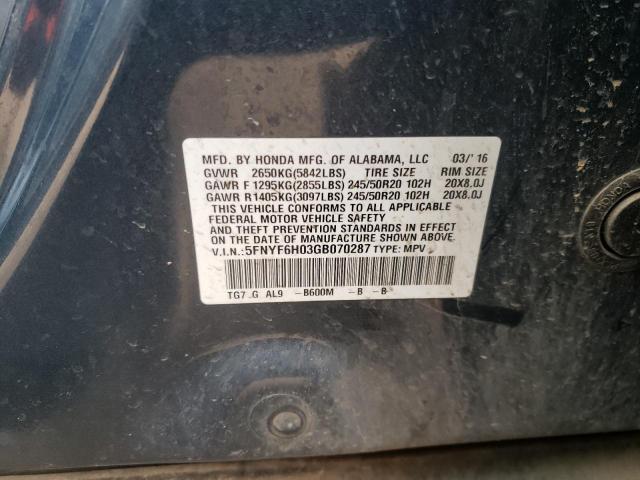 MFD. BY HONDA MFG. OF ALABAMA, LLC 03/'16
GVWR 2650KG(5842LBS) TIRE SIZE RIM SIZE
GAWR F 1295KG(2855LBS) 245/50R20 102H 20X8.0J
GAWR R1405KG(3097LBS) 245/50R20 102H 20X8.0J
THIS VEHICLE CONFORMS TO ALL APPLICABLE
FEDERAL MOTOR VEHICLE SAFETY
AND THEFT PREVENTION STANDARDS IN EFFECT ON
THE DATE OF MANUFACTURE SHOWN ABOVE.
V.I.N.:5FNYF6H03GB070287 TYPE: MPV
TG7 .G AL9 -B600M -B -B